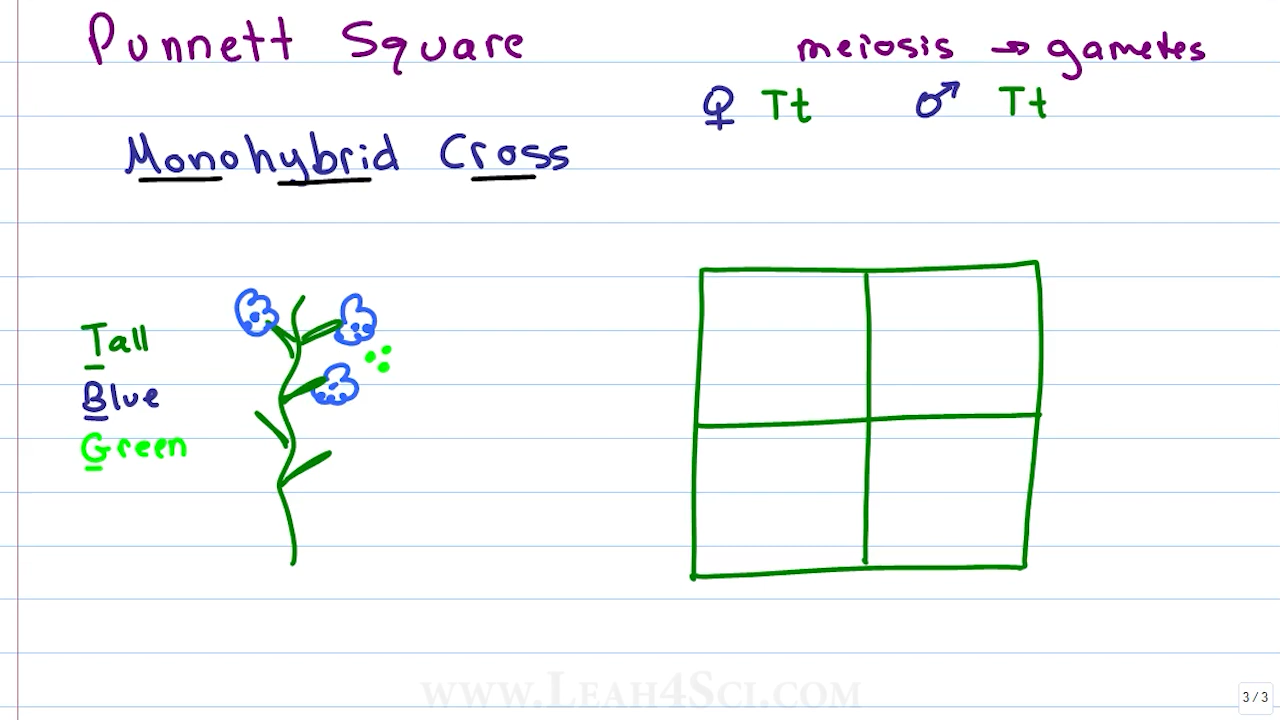 Punnett Square
meiosis → gametes
♀ Tt ♂ Tt
Monohybrid Cross
Tall
Blue
Green
www.Leah4Sci.com
3 / 3